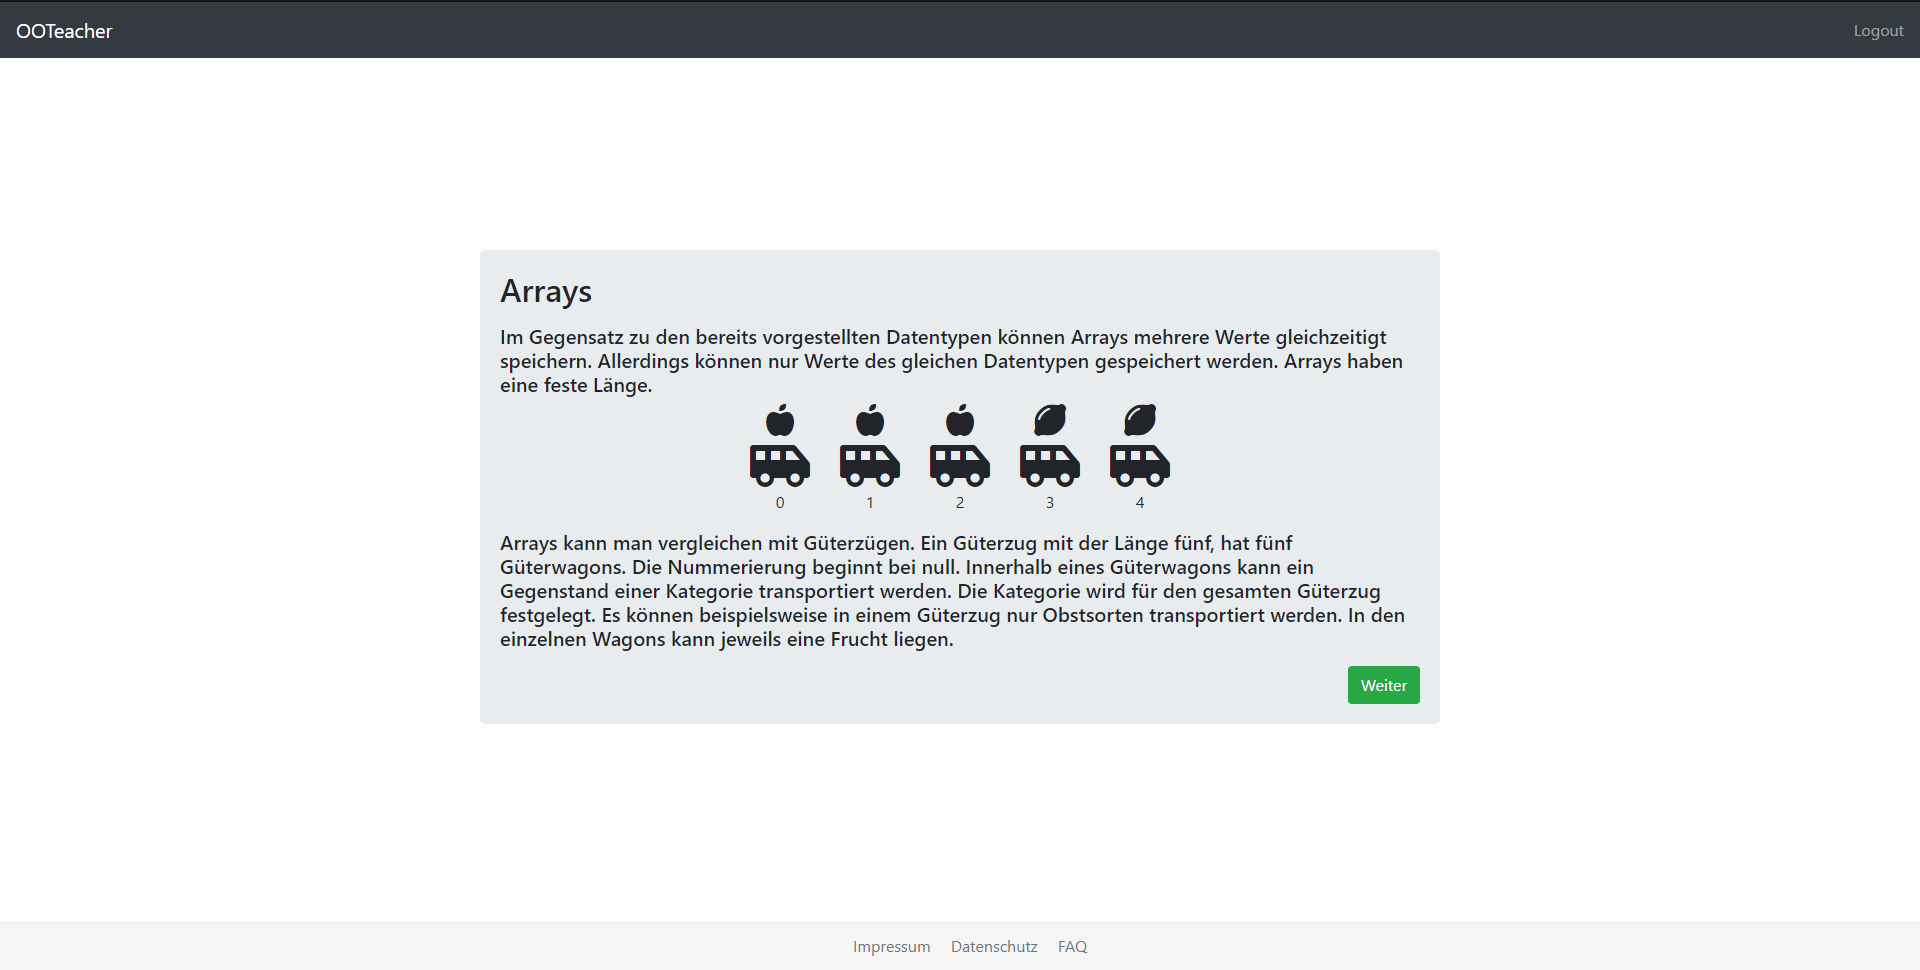 OOTeacher
Logout
Arrays
Im Gegensatz zu den bereits vorgestellten Datentypen können Arrays mehrere Werte gleichzeitigt
speichern. Allerdings können nur Werte des gleichen Datentypen gespeichert werden. Arrays haben
eine feste Länge.
0 1 2 3 4
Arrays kann man vergleichen mit Güterzügen. Ein Güterzug mit der Länge fünf, hat fünf
Güterwagons. Die Nummerierung beginnt bei null. Innerhalb eines Güterwagons kann ein
Gegenstand einer Kategorie transportiert werden. Die Kategorie wird für den gesamten Güterzug
festgelegt. Es können beispielsweise in einem Güterzug nur Obstsorten transportiert werden. In den
einzelnen Wagons kann jeweils eine Frucht liegen.
Weiter
Impressum Datenschutz FAQ